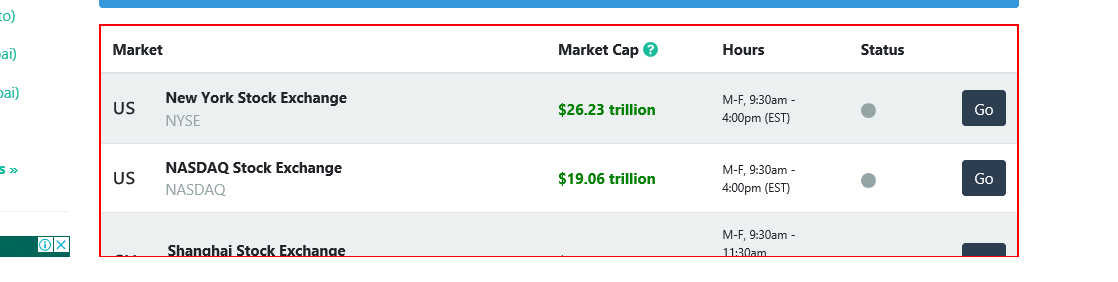 to)
ai)
ai)
s »
Market Market Cap ? Hours Status
US New York Stock Exchange $26.23 trillion M-F, 9:30am - Go
NYSE 4:00pm (EST)
US NASDAQ Stock Exchange $19.06 trillion M-F, 9:30am - Go
NASDAQ 4:00pm (EST)
Shanghai Stock Exchange M-F, 9:30am -
11:30am